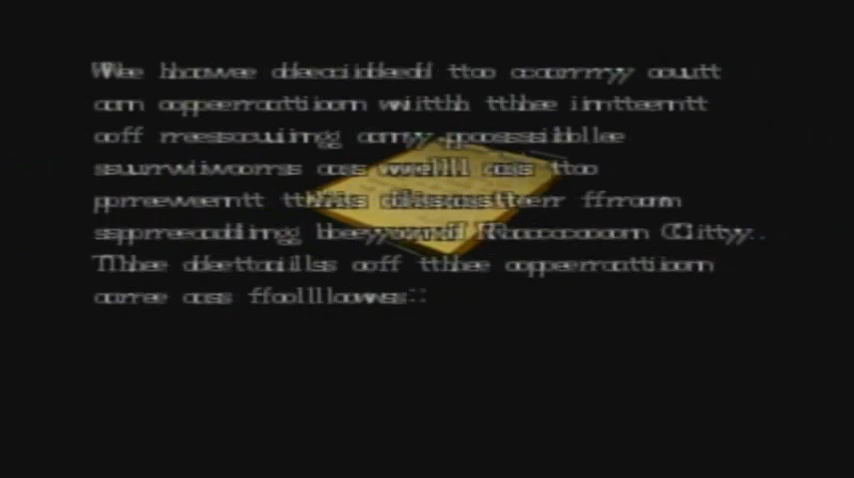 We have decided to carry out
an operation with the intent
of rescuing any possible
survivors as well as to
prevent this disaster from
spreading beyond Raccoon City.
The details of the operation
are as follows: